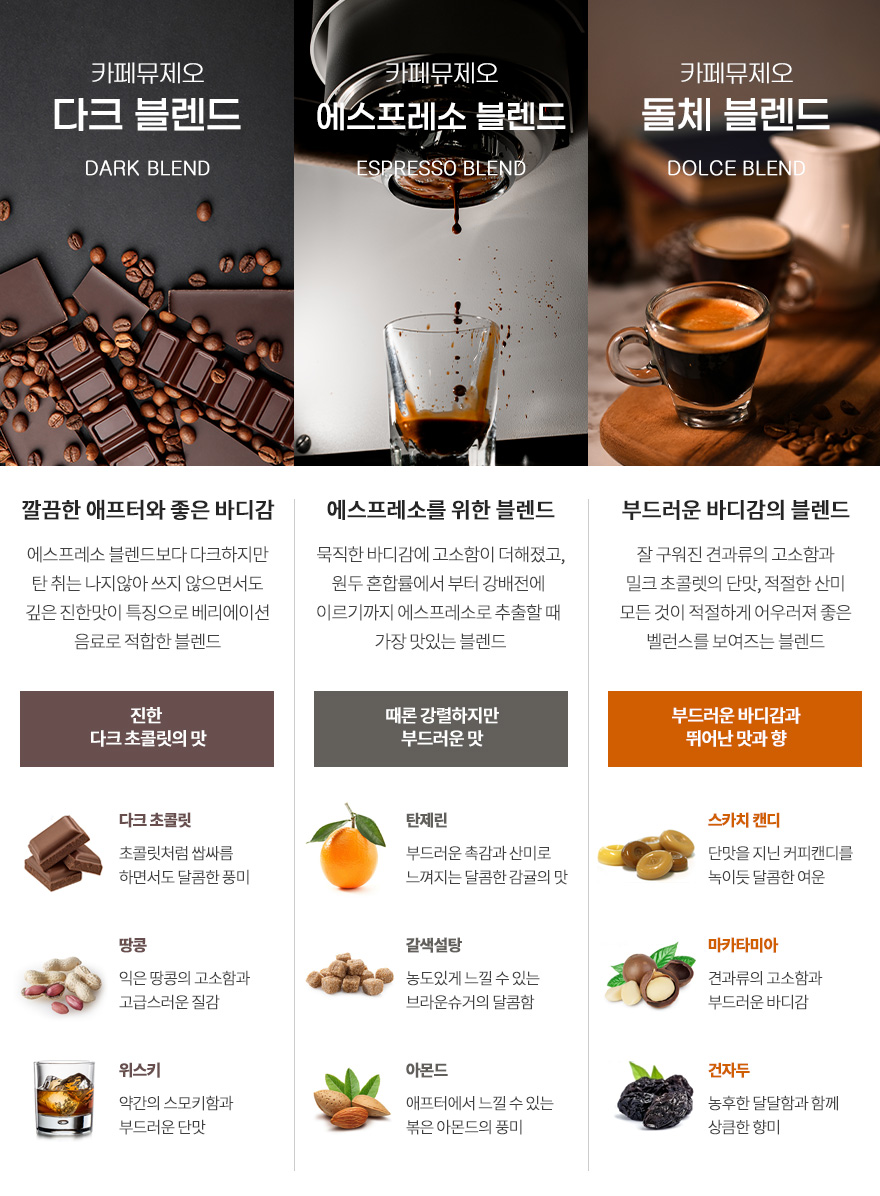 카페뮤제오
다크 블렌드
DARK BLEND
카페뮤제오
에스프레소 블렌드
ESPRESSO BLEND
카페뮤제오
돌체 블렌드
DOLCE BLEND
깔끔한 애프터와 좋은 바디감
에스프레소 블렌드보다 다크하지만
탄 취는 나지않아 쓰지 않으면서도
깊은 진한맛이 특징으로 베리에이션
음료로 적합한 블렌드
진한
다크 초콜릿의 맛
다크 초콜릿
초콜릿처럼 쌉싸름
하면서도 달콤한 풍미
땅콩
익은 땅콩의 고소함과
고급스러운 질감
위스키
약간의 스모키함과
부드러운 단맛
에스프레소를 위한 블렌드
묵직한 바디감에 고소함이 더해졌고,
원두 혼합률에서 부터 강배전에
이르기까지 에스프레소로 추출할 때
가장 맛있는 블렌드
때론 강렬하지만
부드러운 맛
탄제린
부드러운 촉감과 산미로
느껴지는 달콤한 감귤의 맛
갈색설탕
농도있게 느낄 수 있는
브라운슈거의 달콤함
아몬드
애프터에서 느낄 수 있는
볶은 아몬드의 풍미
부드러운 바디감의 블렌드
잘 구워진 견과류의 고소함과
밀크 초콜렛의 단맛, 적절한 산미
모든 것이 적절하게 어우러져 좋은
벨런스를 보여즈는 블렌드
부드러운 바디감과
뛰어난 맛과 향
스카치 캔디
단맛을 지닌 커피캔디를
녹이듯 달콤한 여운
마카타미아
견과류의 고소함과
부드러운 바디감
건자두
농후한 달달함과 함께
상큼한 향미